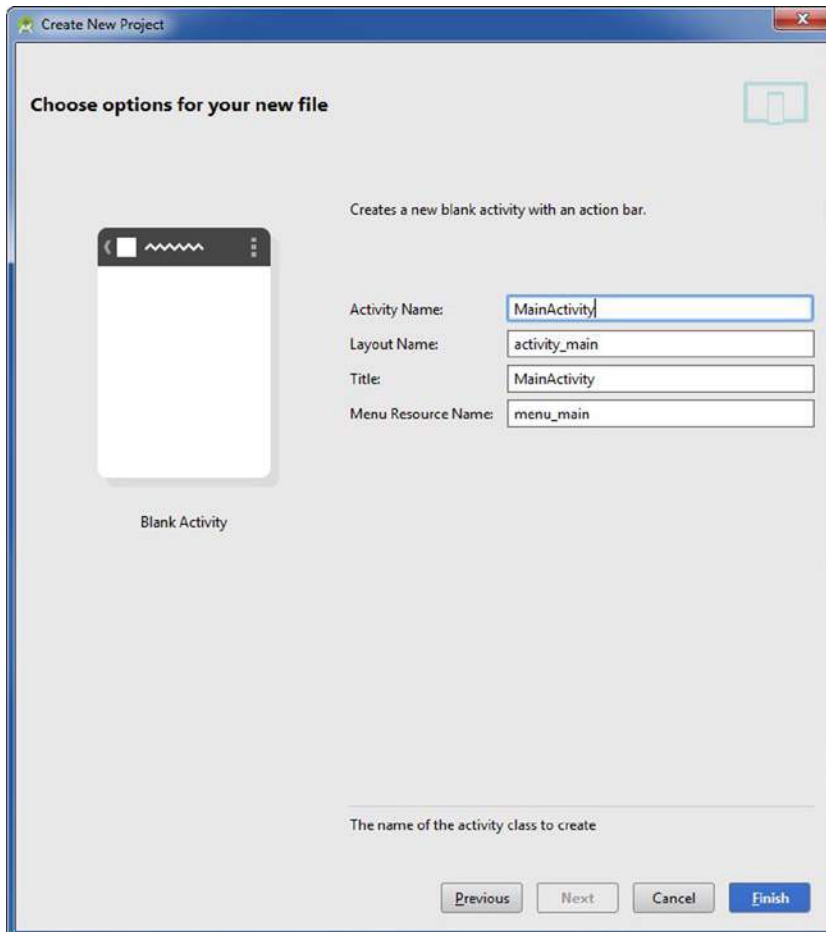 Create New Project
Choose options for your new file
Creates a new blank activity with an action bar.
Activity Name: MainActivity
Layout Name: activity_main
Title: MainActivity
Menu Resource Name: menu_main
Blank Activity
The name of the activity class to create
Previous Next Cancel Finish